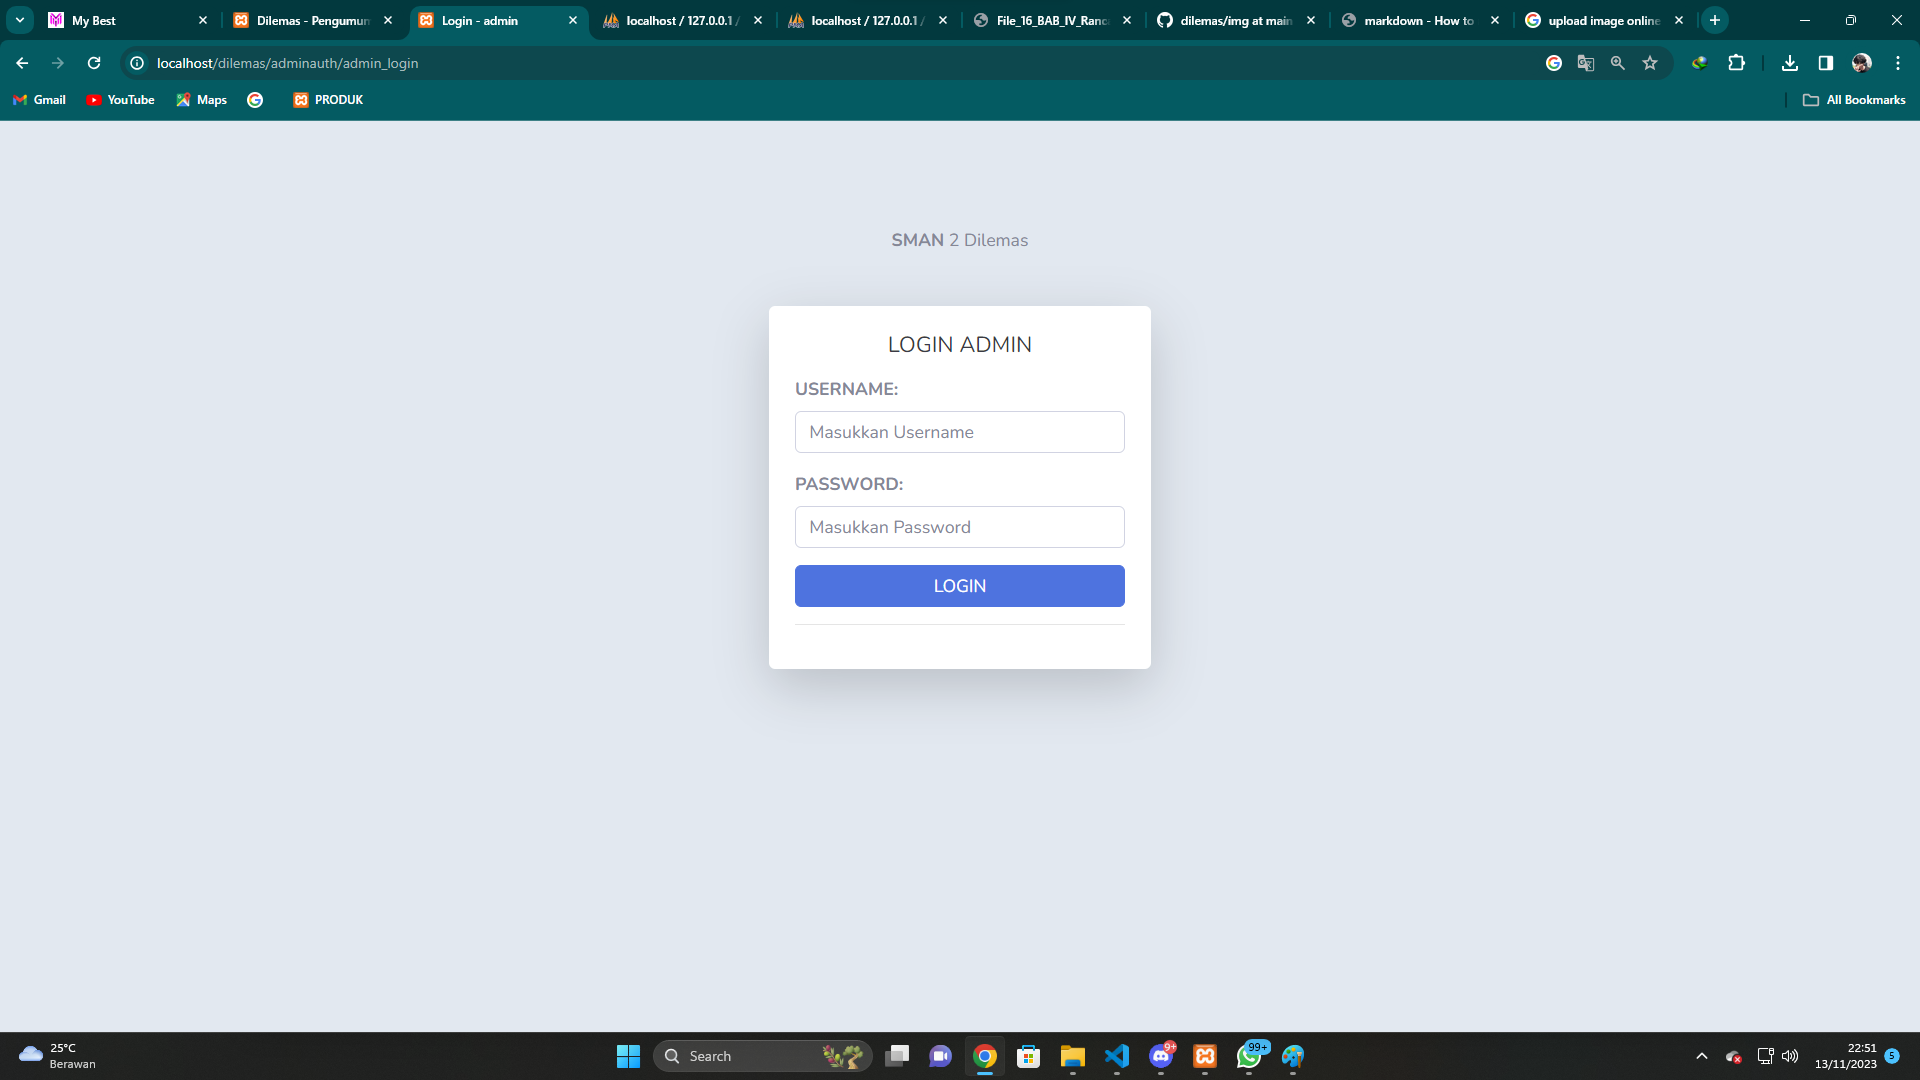 My Best
Dilemas - Pengumum
Login - admin
localhost / 127.0.0.1 /
localhost / 127.0.0.1 /
File_16_BAB_IV_Ranca
dilemas/img at main
markdown - How to
upload image online
localhost/dilemas/adminauth/admin_login
Gmail
YouTube
Maps
PRODUK
All Bookmarks
SMAN 2 Dilemas
LOGIN ADMIN
USERNAME:
Masukkan Username
PASSWORD:
Masukkan Password
LOGIN
25°C
Berawan
Search
9+
99+
22:51
13/11/2023
5